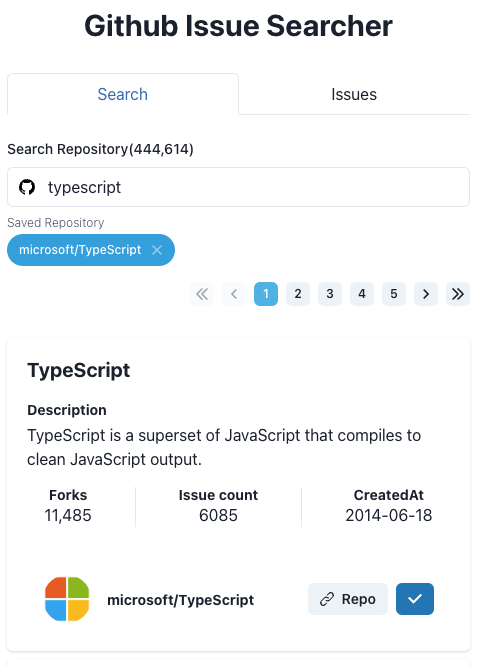 Github Issue Searcher
Search Issues
Search Repository(444,614)
typescript
Saved Repository
microsoft/TypeScript
1 2 3 4 5
TypeScript
Description
TypeScript is a superset of JavaScript that compiles to
clean JavaScript output.
Forks Issue count CreatedAt
11,485 6085 2014-06-18
microsoft/TypeScript Repo